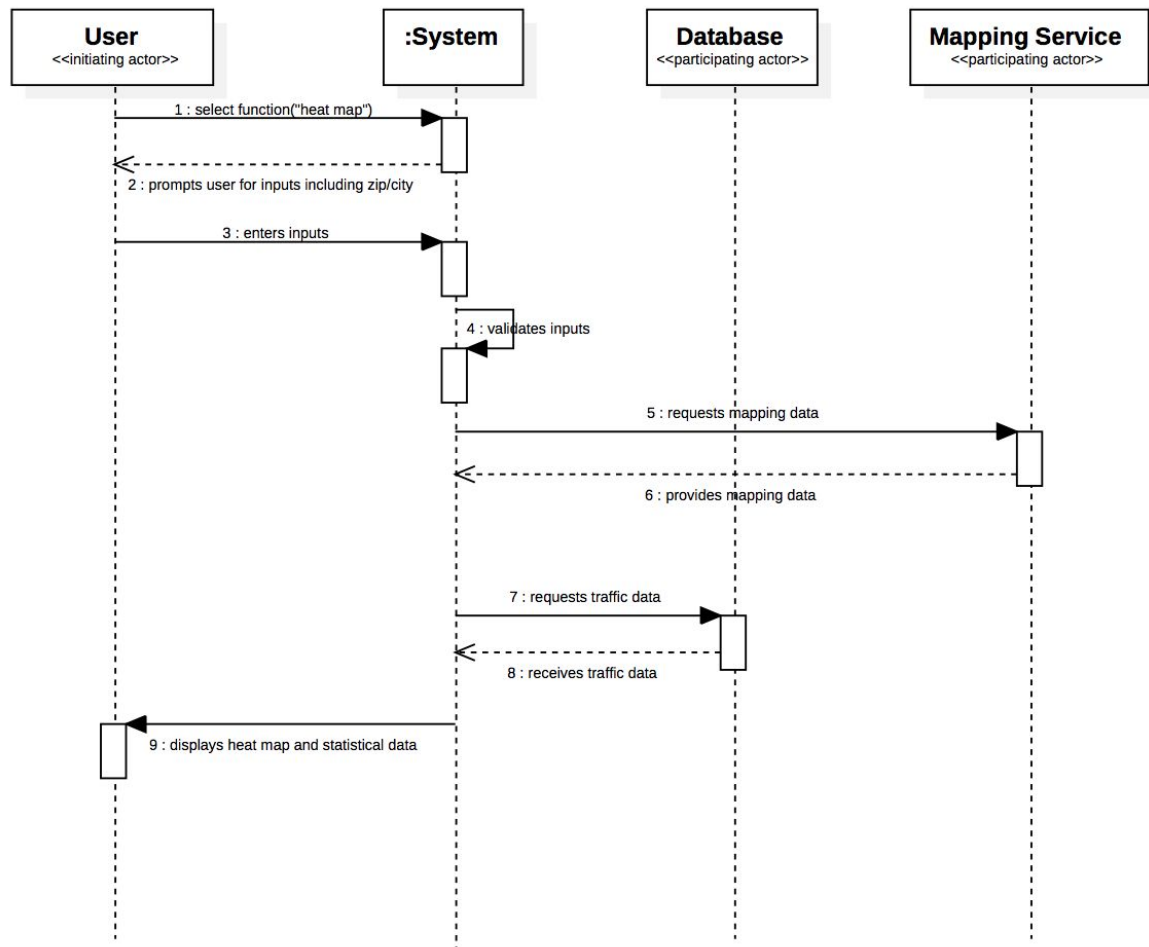 User
<<initiating actor>>
:System
Database
<<participating actor>>
Mapping Service
<<participating actor>>
1 : select function("heat map")
2 : prompts user for inputs including zip/city
3 : enters inputs
4 : validates inputs
5 : requests mapping data
6 : provides mapping data
7 : requests traffic data
8 : receives traffic data
9 : displays heat map and statistical data